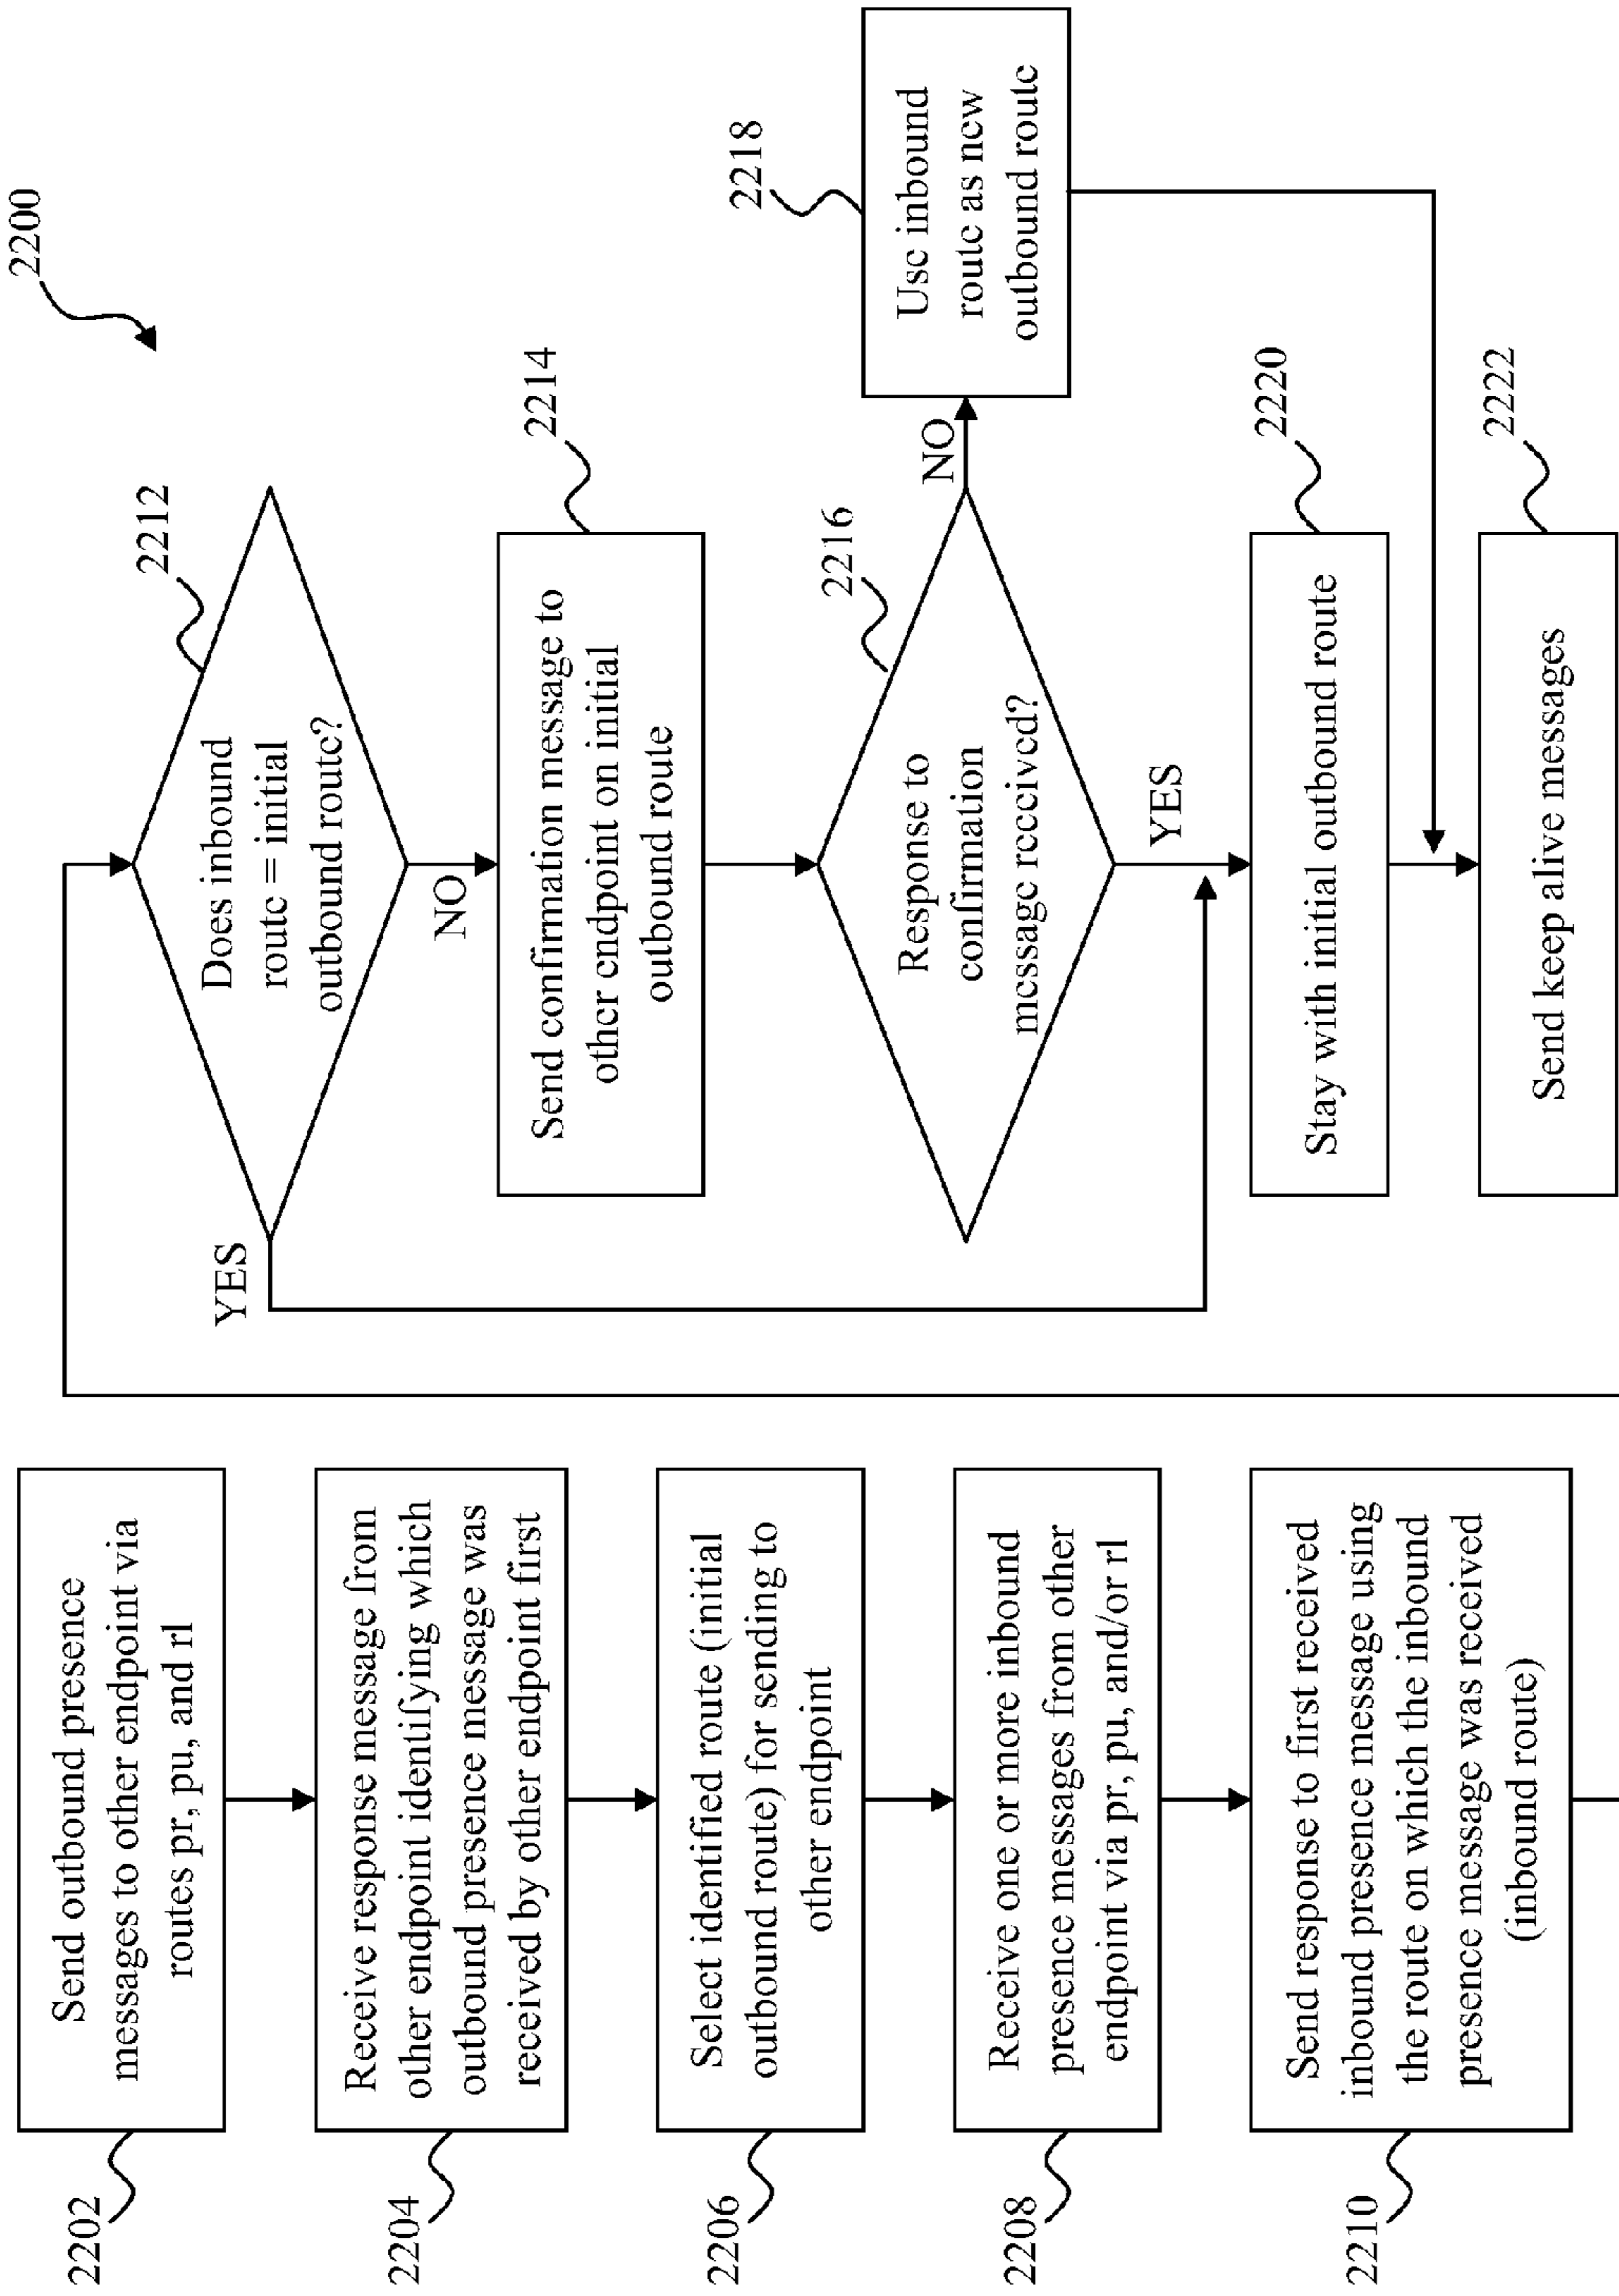 2200
2202
Send outbound presence
messages to other endpoint via
routes pr, pu, and rl
2204
Receive response message from
other endpoint identifying which
outbound presence message was
received by other endpoint first
2206
Select identified route (initial
outbound route) for sending to
other endpoint
2208
Receive one or more inbound
presence messages from other
endpoint via pr, pu, and/or rl
2210
Send response to first received
inbound presence message using
the route on which the inbound
presence message was received
(inbound route)
2212
Does inbound
route = initial
outbound route?
YES
NO
2214
Send confirmation message to
other endpoint on initial
outbound route
2216
Response to
confirmation
message received?
NO
YES
2218
Use inbound
route as new
outbound route
2220
Stay with initial outbound route
2222
Send keep alive messages